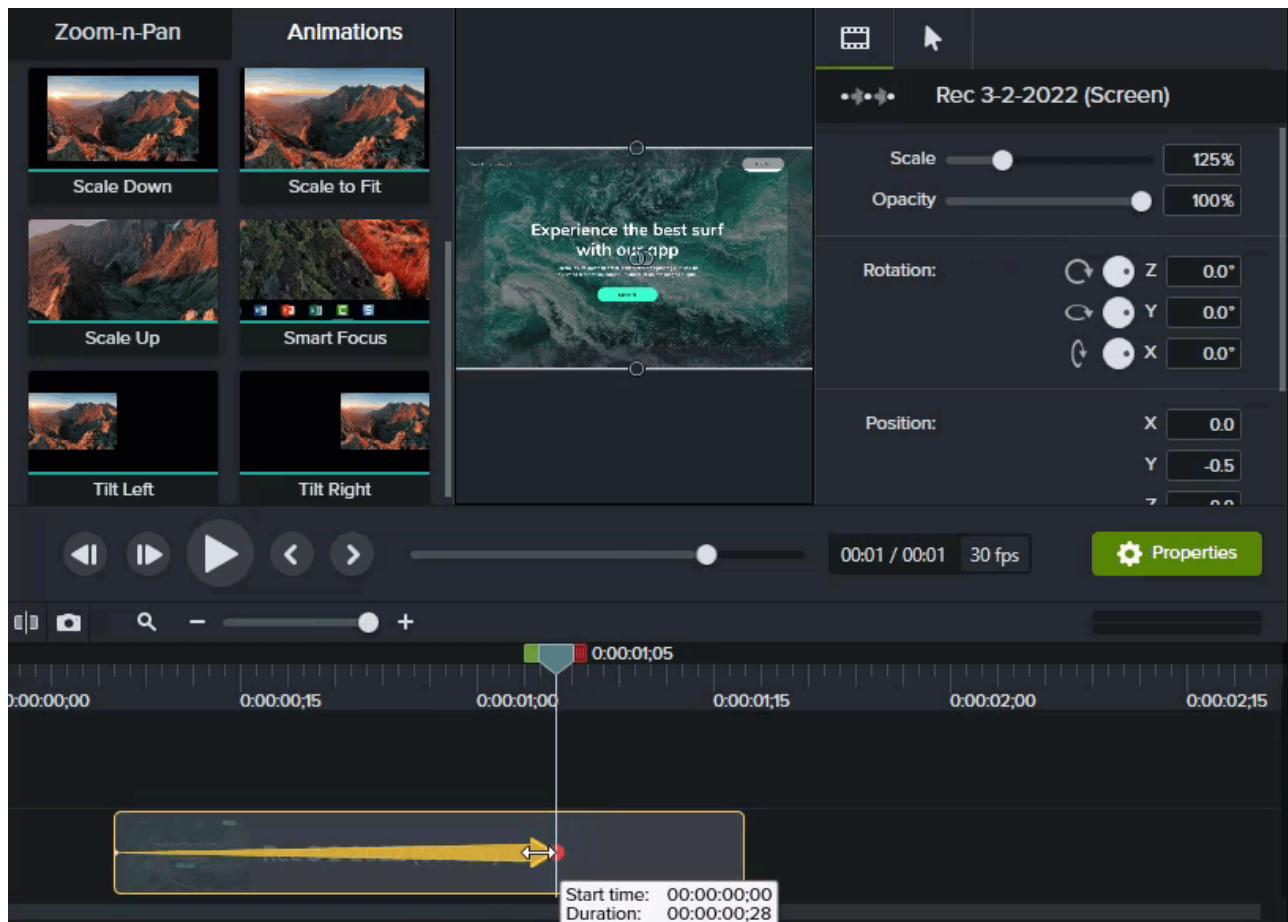 Zoom-n-Pan
Animations
Scale Down
Scale to Fit
Scale Up
Smart Focus
Tilt Left
Tilt Right
Experience the best surf
with our app
Rec 3-2-2022 (Screen)
Scale
125%
Opacity
100%
Rotation:
Z
0.0°
Y
0.0°
X
0.0°
Position:
X
0.0
Y
-0.5
00:01 / 00:01
30 fps
Properties
0:00:01;05
0:00:00;00
0:00:00;15
0:00:01;00
0:00:01;15
0:00:02;00
0:00:02;15
Start time: 00:00:00;00
Duration: 00:00:00;28